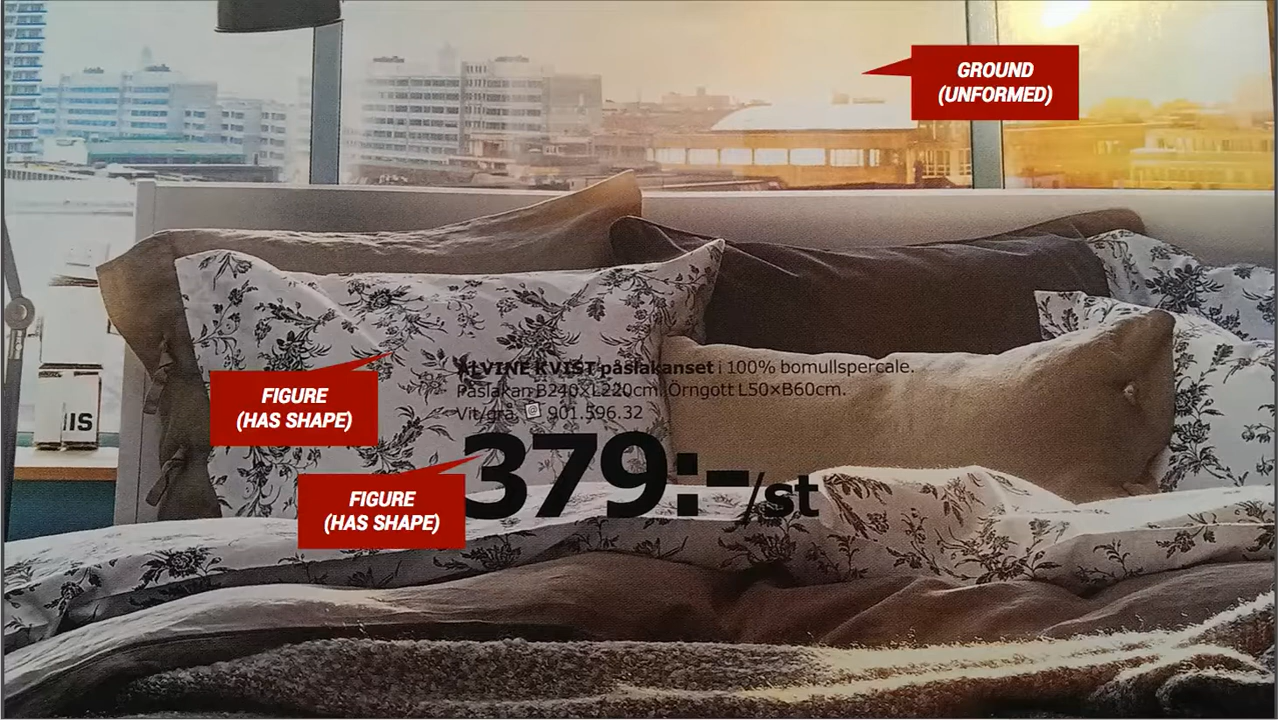 GROUND
(UNFORMED)
ALVINE KVIST påslakanset i 100% bomullspercale.
Påslakan B240×L220cm. Örngott L50×B60cm.
Vit/grå. 901.596.32
FIGURE
(HAS SHAPE)
IIS
379:-/st
FIGURE
(HAS SHAPE)